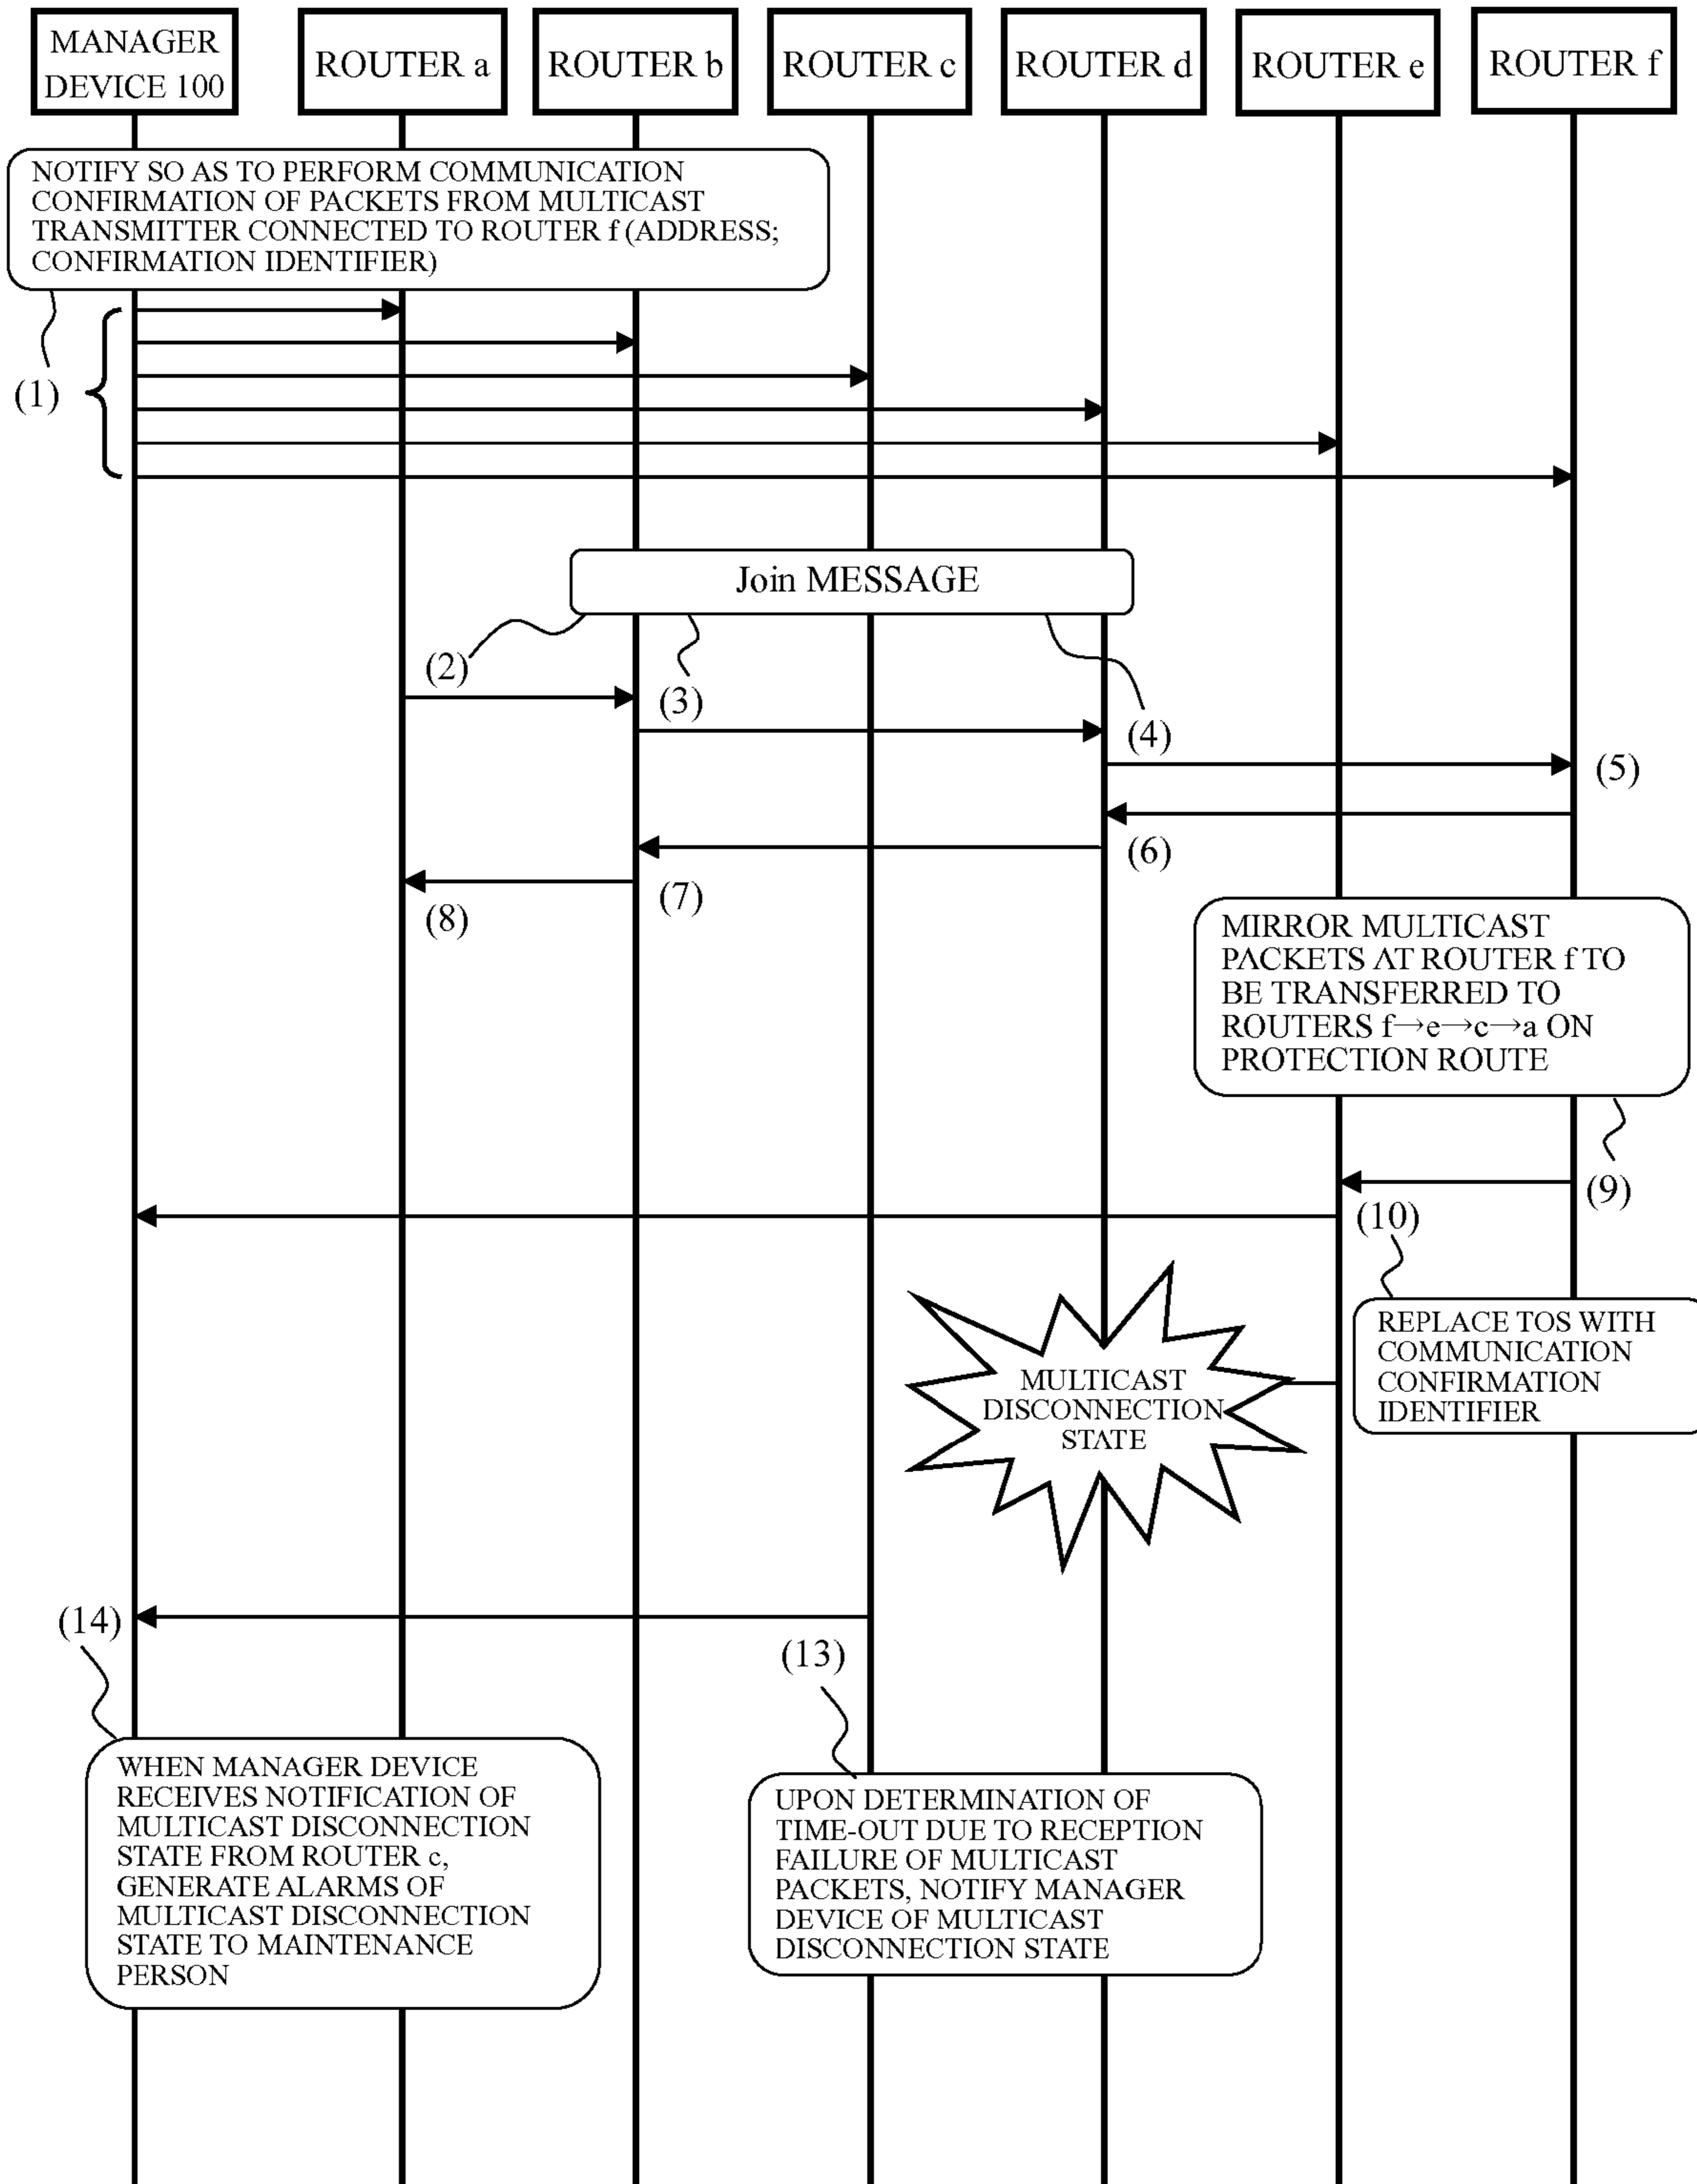 MANAGER
DEVICE 100
ROUTER a
ROUTER b
ROUTER c
ROUTER d
ROUTER e
ROUTER f
NOTIFY SO AS TO PERFORM COMMUNICATION
CONFIRMATION OF PACKETS FROM MULTICAST
TRANSMITTER CONNECTED TO ROUTER f (ADDRESS;
CONFIRMATION IDENTIFIER)
(1)
Join MESSAGE
(2)
(3)
(4)
(5)
(6)
(7)
(8)
MIRROR MULTICAST
PACKETS AT ROUTER f TO
BE TRANSFERRED TO
ROUTERS f→e→c→a ON
PROTECTION ROUTE
(9)
(10)
REPLACE TOS WITH
COMMUNICATION
CONFIRMATION
IDENTIFIER
MULTICAST
DISCONNECTION
STATE
(14)
(13)
WHEN MANAGER DEVICE
RECEIVES NOTIFICATION OF
MULTICAST DISCONNECTION
STATE FROM ROUTER c,
GENERATE ALARMS OF
MULTICAST DISCONNECTION
STATE TO MAINTENANCE
PERSON
UPON DETERMINATION OF
TIME-OUT DUE TO RECEPTION
FAILURE OF MULTICAST
PACKETS, NOTIFY MANAGER
DEVICE OF MULTICAST
DISCONNECTION STATE